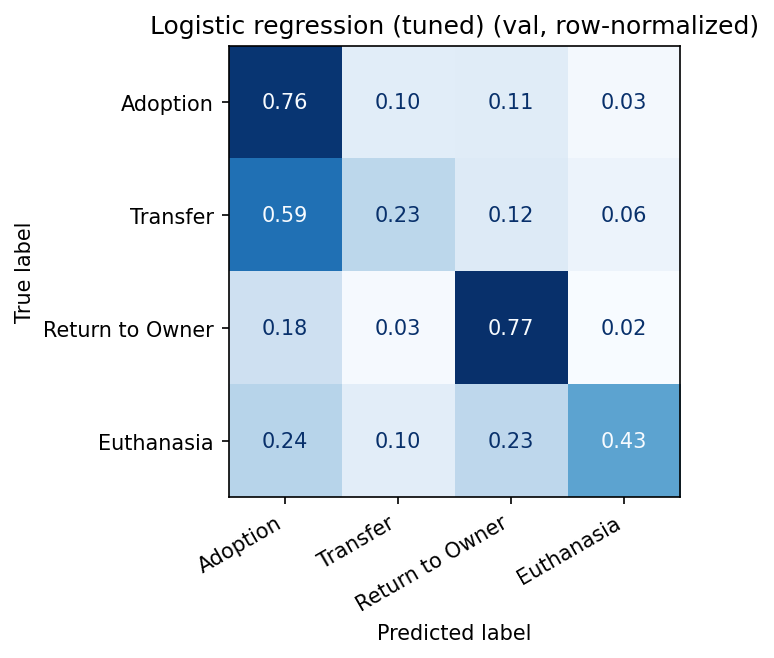 Logistic regression (tuned) (val, row-normalized)
True label
Adoption 0.76 0.10 0.11 0.03
Transfer 0.59 0.23 0.12 0.06
Return to Owner 0.18 0.03 0.77 0.02
Euthanasia 0.24 0.10 0.23 0.43
Adoption Transfer Return to Owner Euthanasia
Predicted label